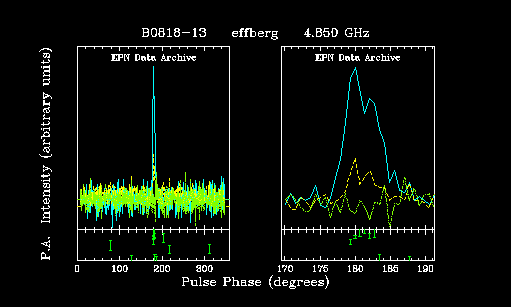 B0818-13 effberg 4.850 GHz
EPN Data Archive EPN Data Archive
Intensity (arbitrary units)
P.A.
0 100 200 300 170 175 180 185 190
Pulse Phase (degrees)